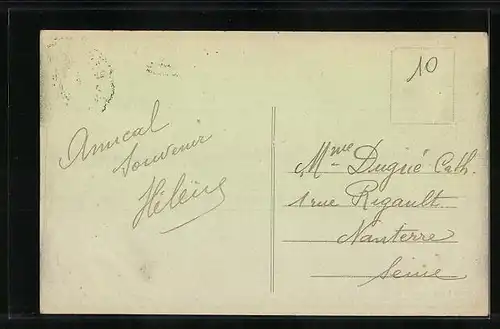 10
Amical
Souvenir
Hélène
Mme Dugué Cath.
1 rue Rigault
Nanterre
Seine